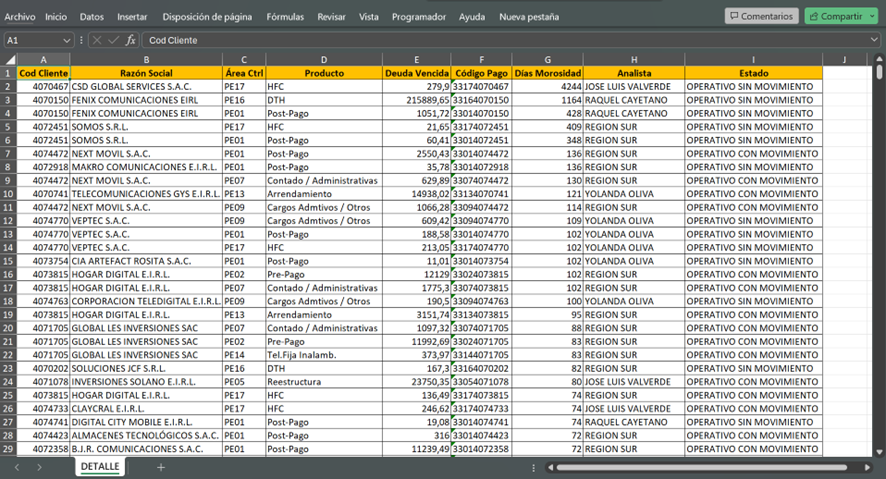 Archivo Inicio Datos Insertar Disposición de página Fórmulas Revisar Vista Programador Ayuda Nueva pestaña Comentarios Compartir
A1 fx Cod Cliente
A B C D E F G H I J
1 Cod Cliente Razón Social Área Ctrl Producto Deuda Vencida Código Pago Días Morosidad Analista Estado
2 4070467 CSD GLOBAL SERVICES S.A.C. PE17 HFC 279,9 33174070467 4244 JOSE LUIS VALVERDE OPERATIVO SIN MOVIMIENTO
3 4070150 FENIX COMUNICACIONES EIRL PE16 DTH 215889,65 33164070150 1164 RAQUEL CAYETANO OPERATIVO SIN MOVIMIENTO
4 4070150 FENIX COMUNICACIONES EIRL PE01 Post-Pago 1051,72 33014070150 428 RAQUEL CAYETANO OPERATIVO SIN MOVIMIENTO
5 4072451 SOMOS S.R.L. PE17 HFC 21,65 33174072451 409 REGION SUR OPERATIVO SIN MOVIMIENTO
6 4072451 SOMOS S.R.L. PE01 Post-Pago 60,41 33014072451 348 REGION SUR OPERATIVO SIN MOVIMIENTO
7 4074472 NEXT MOVIL S.A.C. PE01 Post-Pago 2550,43 33014074472 136 REGION SUR OPERATIVO CON MOVIMIENTO
8 4072918 MAKRO COMUNICACIONES E.I.R.L. PE01 Post-Pago 35,78 33014072918 136 REGION SUR OPERATIVO SIN MOVIMIENTO
9 4074472 NEXT MOVIL S.A.C. PE07 Contado / Administrativas 629,89 33074074472 130 REGION SUR OPERATIVO CON MOVIMIENTO
10 4070741 TELECOMUNICACIONES GVS E.I.R.L. PE13 Arrendamiento 14938,02 33134070741 121 YOLANDA OLIVA OPERATIVO SIN MOVIMIENTO
11 4074472 NEXT MOVIL S.A.C. PE09 Cargos Admtivos / Otros 1066,28 33094074472 114 REGION SUR OPERATIVO CON MOVIMIENTO
12 4074770 VEPTEC S.A.C. PE09 Cargos Admtivos / Otros 609,42 33094074770 109 YOLANDA OLIVA OPERATIVO SIN MOVIMIENTO
13 4074770 VEPTEC S.A.C. PE01 Post-Pago 188,58 33014074770 102 YOLANDA OLIVA OPERATIVO SIN MOVIMIENTO
14 4074770 VEPTEC S.A.C. PE17 HFC 213,05 33174074770 102 YOLANDA OLIVA OPERATIVO SIN MOVIMIENTO
15 4073754 CIA ARTEFACT ROSITA S.A.C. PE01 Post-Pago 11,01 33014073754 102 YOLANDA OLIVA OPERATIVO SIN MOVIMIENTO
16 4073815 HOGAR DIGITAL E.I.R.L. PE02 Pre-Pago 12129 33024073815 102 REGION SUR OPERATIVO CON MOVIMIENTO
17 4073815 HOGAR DIGITAL E.I.R.L. PE07 Contado / Administrativas 1775,3 33074073815 102 REGION SUR OPERATIVO CON MOVIMIENTO
18 4074763 CORPORACION TELEDIGITAL E.I.R.L. PE09 Cargos Admtivos / Otros 190,5 33094074763 100 YOLANDA OLIVA OPERATIVO SIN MOVIMIENTO
19 4073815 HOGAR DIGITAL E.I.R.L. PE13 Arrendamiento 3151,74 33134073815 95 REGION SUR OPERATIVO CON MOVIMIENTO
20 4071705 GLOBAL LES INVERSIONES SAC PE07 Contado / Administrativas 1097,32 33074071705 88 REGION SUR OPERATIVO CON MOVIMIENTO
21 4071705 GLOBAL LES INVERSIONES SAC PE02 Pre-Pago 11992,69 33024071705 83 REGION SUR OPERATIVO CON MOVIMIENTO
22 4071705 GLOBAL LES INVERSIONES SAC PE14 Tel.Fija Inalamb. 373,97 33144071705 83 REGION SUR OPERATIVO CON MOVIMIENTO
23 4070202 SOLUCIONES JCF S.R.L. PE16 DTH 167,3 33164070202 82 REGION SUR OPERATIVO SIN MOVIMIENTO
24 4071078 INVERSIONES SOLANO E.I.R.L. PE05 Reestructura 23750,35 33054071078 80 JOSE LUIS VALVERDE OPERATIVO CON MOVIMIENTO
25 4073815 HOGAR DIGITAL E.I.R.L. PE17 HFC 136,49 33174073815 74 REGION SUR OPERATIVO CON MOVIMIENTO
26 4074733 CLAYCRAL E.I.R.L. PE17 HFC 246,62 33174074733 74 JOSE LUIS VALVERDE OPERATIVO CON MOVIMIENTO
27 4074741 DIGITAL CITY MOBILE E.I.R.L. PE01 Post-Pago 19,08 33014074741 74 RAQUEL CAYETANO OPERATIVO SIN MOVIMIENTO
28 4074423 ALMACENES TECNOLÓGICOS S.A.C. PE01 Post-Pago 316 33014074423 72 REGION SUR OPERATIVO CON MOVIMIENTO
29 4072358 B.J.R. COMUNICACIONES S.A.C. PE01 Post-Pago 11239,49 33014072358 72 REGION SUR OPERATIVO CON MOVIMIENTO
DETALLE